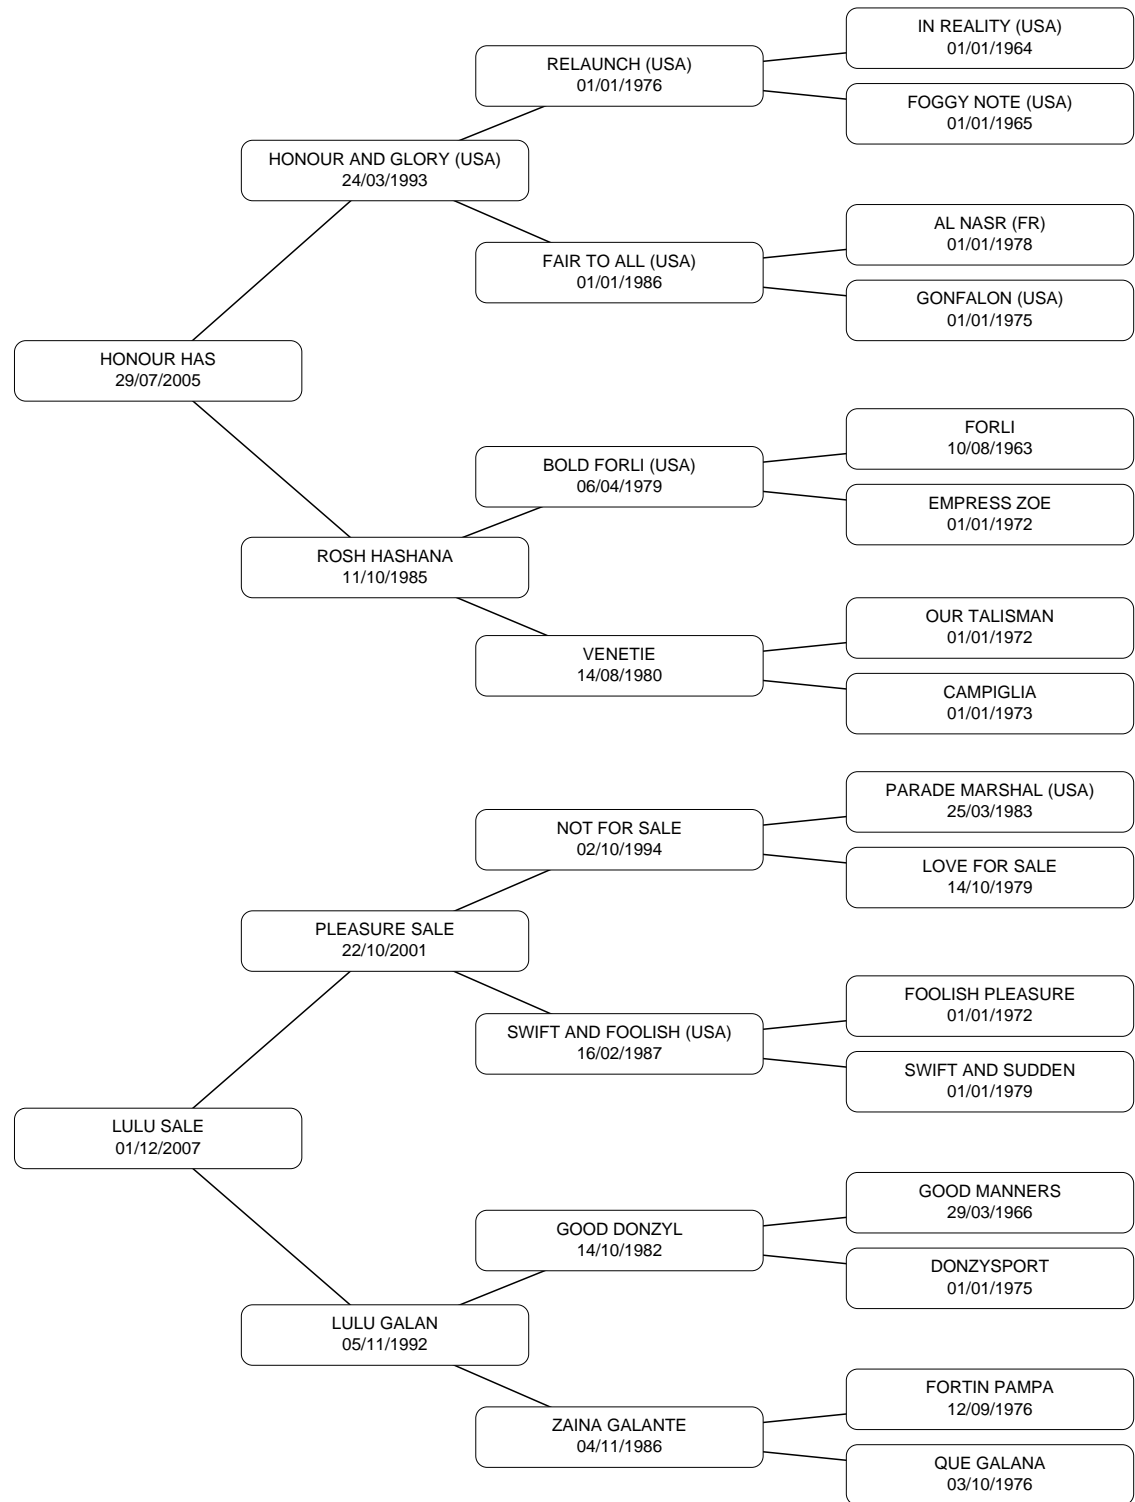 IN REALITY (USA)
01/01/1964
RELAUNCH (USA)
01/01/1976
FOGGY NOTE (USA)
01/01/1965
HONOUR AND GLORY (USA)
24/03/1993
AL NASR (FR)
01/01/1978
FAIR TO ALL (USA)
01/01/1986
GONFALON (USA)
01/01/1975
HONOUR HAS
29/07/2005
FORLI
10/08/1963
BOLD FORLI (USA)
06/04/1979
EMPRESS ZOE
01/01/1972
ROSH HASHANA
11/10/1985
OUR TALISMAN
01/01/1972
VENETIE
14/08/1980
CAMPIGLIA
01/01/1973
PARADE MARSHAL (USA)
25/03/1983
NOT FOR SALE
02/10/1994
LOVE FOR SALE
14/10/1979
PLEASURE SALE
22/10/2001
FOOLISH PLEASURE
01/01/1972
SWIFT AND FOOLISH (USA)
16/02/1987
SWIFT AND SUDDEN
01/01/1979
LULU SALE
01/12/2007
GOOD MANNERS
29/03/1966
GOOD DONZYL
14/10/1982
DONZYSPORT
01/01/1975
LULU GALAN
05/11/1992
FORTIN PAMPA
12/09/1976
ZAINA GALANTE
04/11/1986
QUE GALANA
03/10/1976